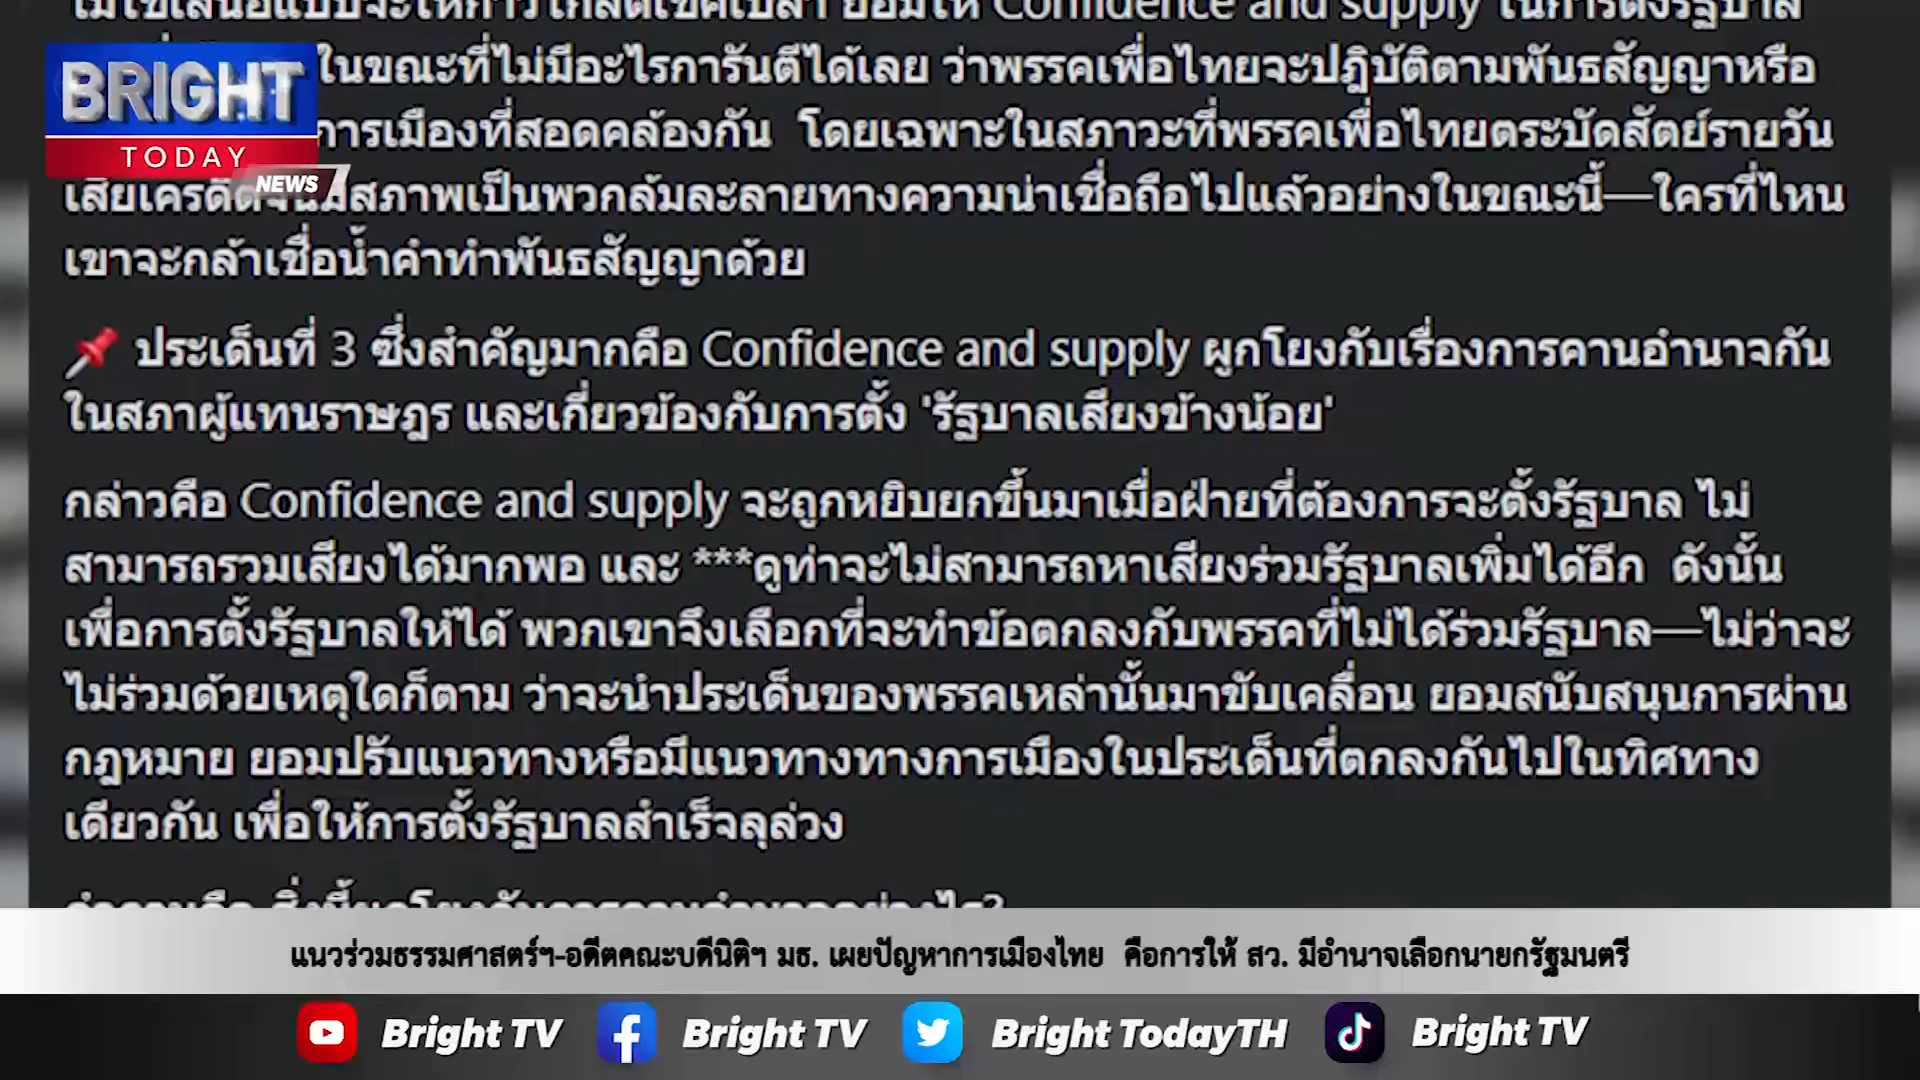 Confidence and supply ในการตั้งรัฐบาล
BRIGHT
TODAY
NEWS
ในขณะที่ไม่มีอะไรการันตีได้เลย ว่าพรรคเพื่อไทยจะปฏิบัติตามพันธสัญญาหรือ
การเมืองที่สอดคล้องกัน โดยเฉพาะในสภาวะที่พรรคเพื่อไทยตระบัดสัตย์รายวัน
สภาพเป็นพวกล้มละลายทางความน่าเชื่อถือไปแล้วอย่างในขณะนี้—ใครที่ไหน
เขาจะกล้าเชื่อน้ำคำทำพันธสัญญาด้วย
📌 ประเด็นที่ 3 ซึ่งสำคัญมากคือ Confidence and supply ผูกโยงกับเรื่องการคานอำนาจกัน
ในสภาผู้แทนราษฎร และเกี่ยวข้องกับการตั้ง 'รัฐบาลเสียงข้างน้อย'
กล่าวคือ Confidence and supply จะถูกหยิบยกขึ้นมาเมื่อฝ่ายที่ต้องการจะตั้งรัฐบาล ไม่
สามารถรวมเสียงได้มากพอ และ ***ดูท่าจะไม่สามารถหาเสียงร่วมรัฐบาลเพิ่มได้อีก ดังนั้น
เพื่อการตั้งรัฐบาลให้ได้ พวกเขาจึงเลือกที่จะทำข้อตกลงกับพรรคที่ไม่ได้ร่วมรัฐบาล—ไม่ว่าจะ
ไม่ร่วมด้วยเหตุใดก็ตาม ว่าจะนำประเด็นของพรรคเหล่านั้นมาขับเคลื่อน ยอมสนับสนุนการผ่าน
กฎหมาย ยอมปรับแนวทางหรือมีแนวทางทางการเมืองในประเด็นที่ตกลงกันไปในทิศทาง
เดียวกัน เพื่อให้การตั้งรัฐบาลสำเร็จลุล่วง
แนวร่วมธรรมศาสตร์ฯ-อดีตคณะบดีนิติฯ มธ. เผยปัญหาการเมืองไทย คือการให้ สว. มีอำนาจเลือกนายกรัฐมนตรี
Bright TV Bright TV Bright TodayTH Bright TV